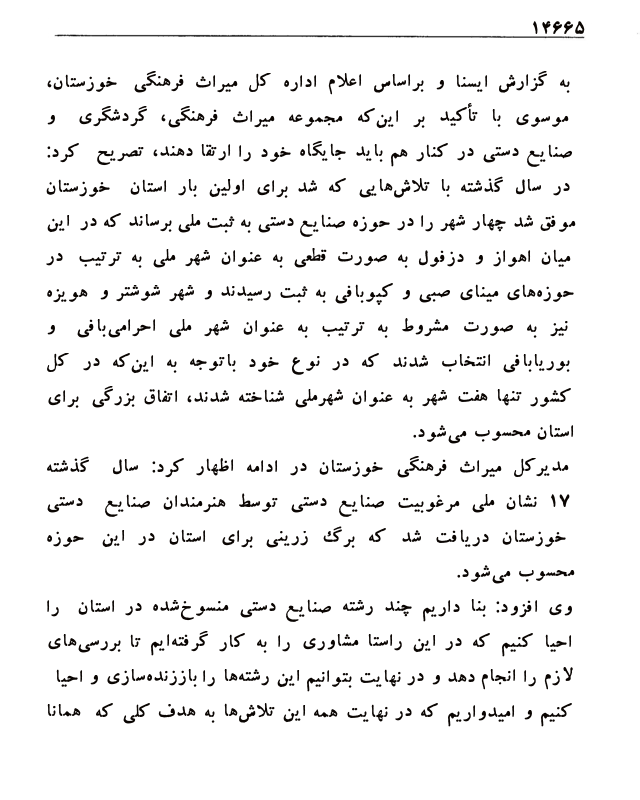 ۱۴۶۶۵
به گزارش ایسنا و براساس اعلام اداره کل میراث فرهنگی خوزستان،
موسوی با تأکید بر این‌که مجموعه میراث فرهنگی، گردشگری و
صنایع دستی در کنار هم باید جایگاه خود را ارتقا دهند، تصریح کرد:
در سال گذشته با تلاش‌هایی که شد برای اولین بار استان خوزستان
موفق شد چهار شهر را در حوزه صنایع دستی به ثبت ملی برساند که در این
میان اهواز و دزفول به صورت قطعی به عنوان شهر ملی به ترتیب در
حوزه‌های مینای صبی و کپوبافی به ثبت رسیدند و شهر شوشتر و هویزه
نیز به صورت مشروط به ترتیب به عنوان شهر ملی احرامی‌بافی و
بوریابافی انتخاب شدند که در نوع خود باتوجه به این‌که در کل
کشور تنها هفت شهر به عنوان شهرملی شناخته شدند، اتفاق بزرگی برای
استان محسوب می‌شود.
مدیرکل میراث فرهنگی خوزستان در ادامه اظهار کرد: سال گذشته
۱۷ نشان ملی مرغوبیت صنایع دستی توسط هنرمندان صنایع دستی
خوزستان دریافت شد که برگ زرینی برای استان در این حوزه
محسوب می‌شود.
وی افزود: بنا داریم چند رشته صنایع دستی منسوخ‌شده در استان را
احیا کنیم که در این راستا مشاوری را به کار گرفته‌ایم تا بررسی‌های
لازم را انجام دهد و در نهایت بتوانیم این رشته‌ها را باززنده‌سازی و احیا
کنیم و امیدواریم که در نهایت همه این تلاش‌ها به هدف کلی که همانا